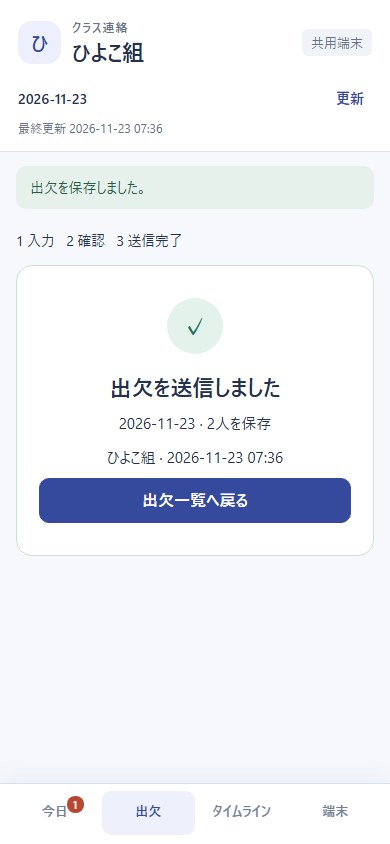 ひ
クラス連絡
ひよこ組
共用端末
2026-11-23
更新
最終更新 2026-11-23 07:36
出欠を保存しました。
1 入力 2 確認 3 送信完了
✓
出欠を送信しました
2026-11-23 · 2人を保存
ひよこ組 · 2026-11-23 07:36
出欠一覧へ戻る
今日 1
出欠
タイムライン
端末